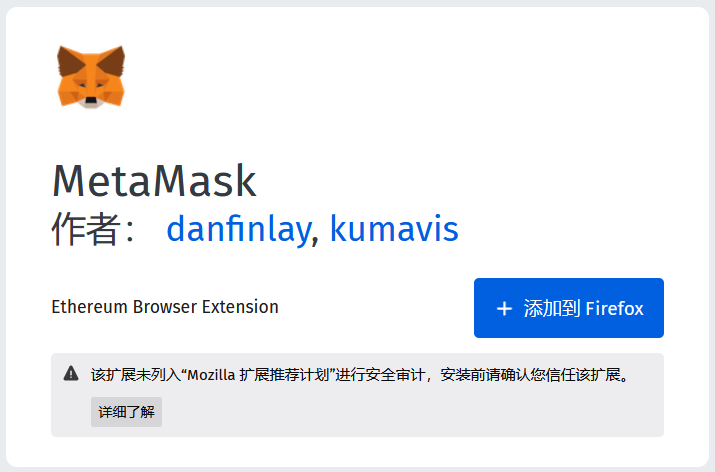 MetaMask
作者： danfinlay, kumavis
Ethereum Browser Extension
+ 添加到 Firefox
该扩展未列入“Mozilla 扩展推荐计划”进行安全审计，安装前请确认您信任该扩展。
详细了解